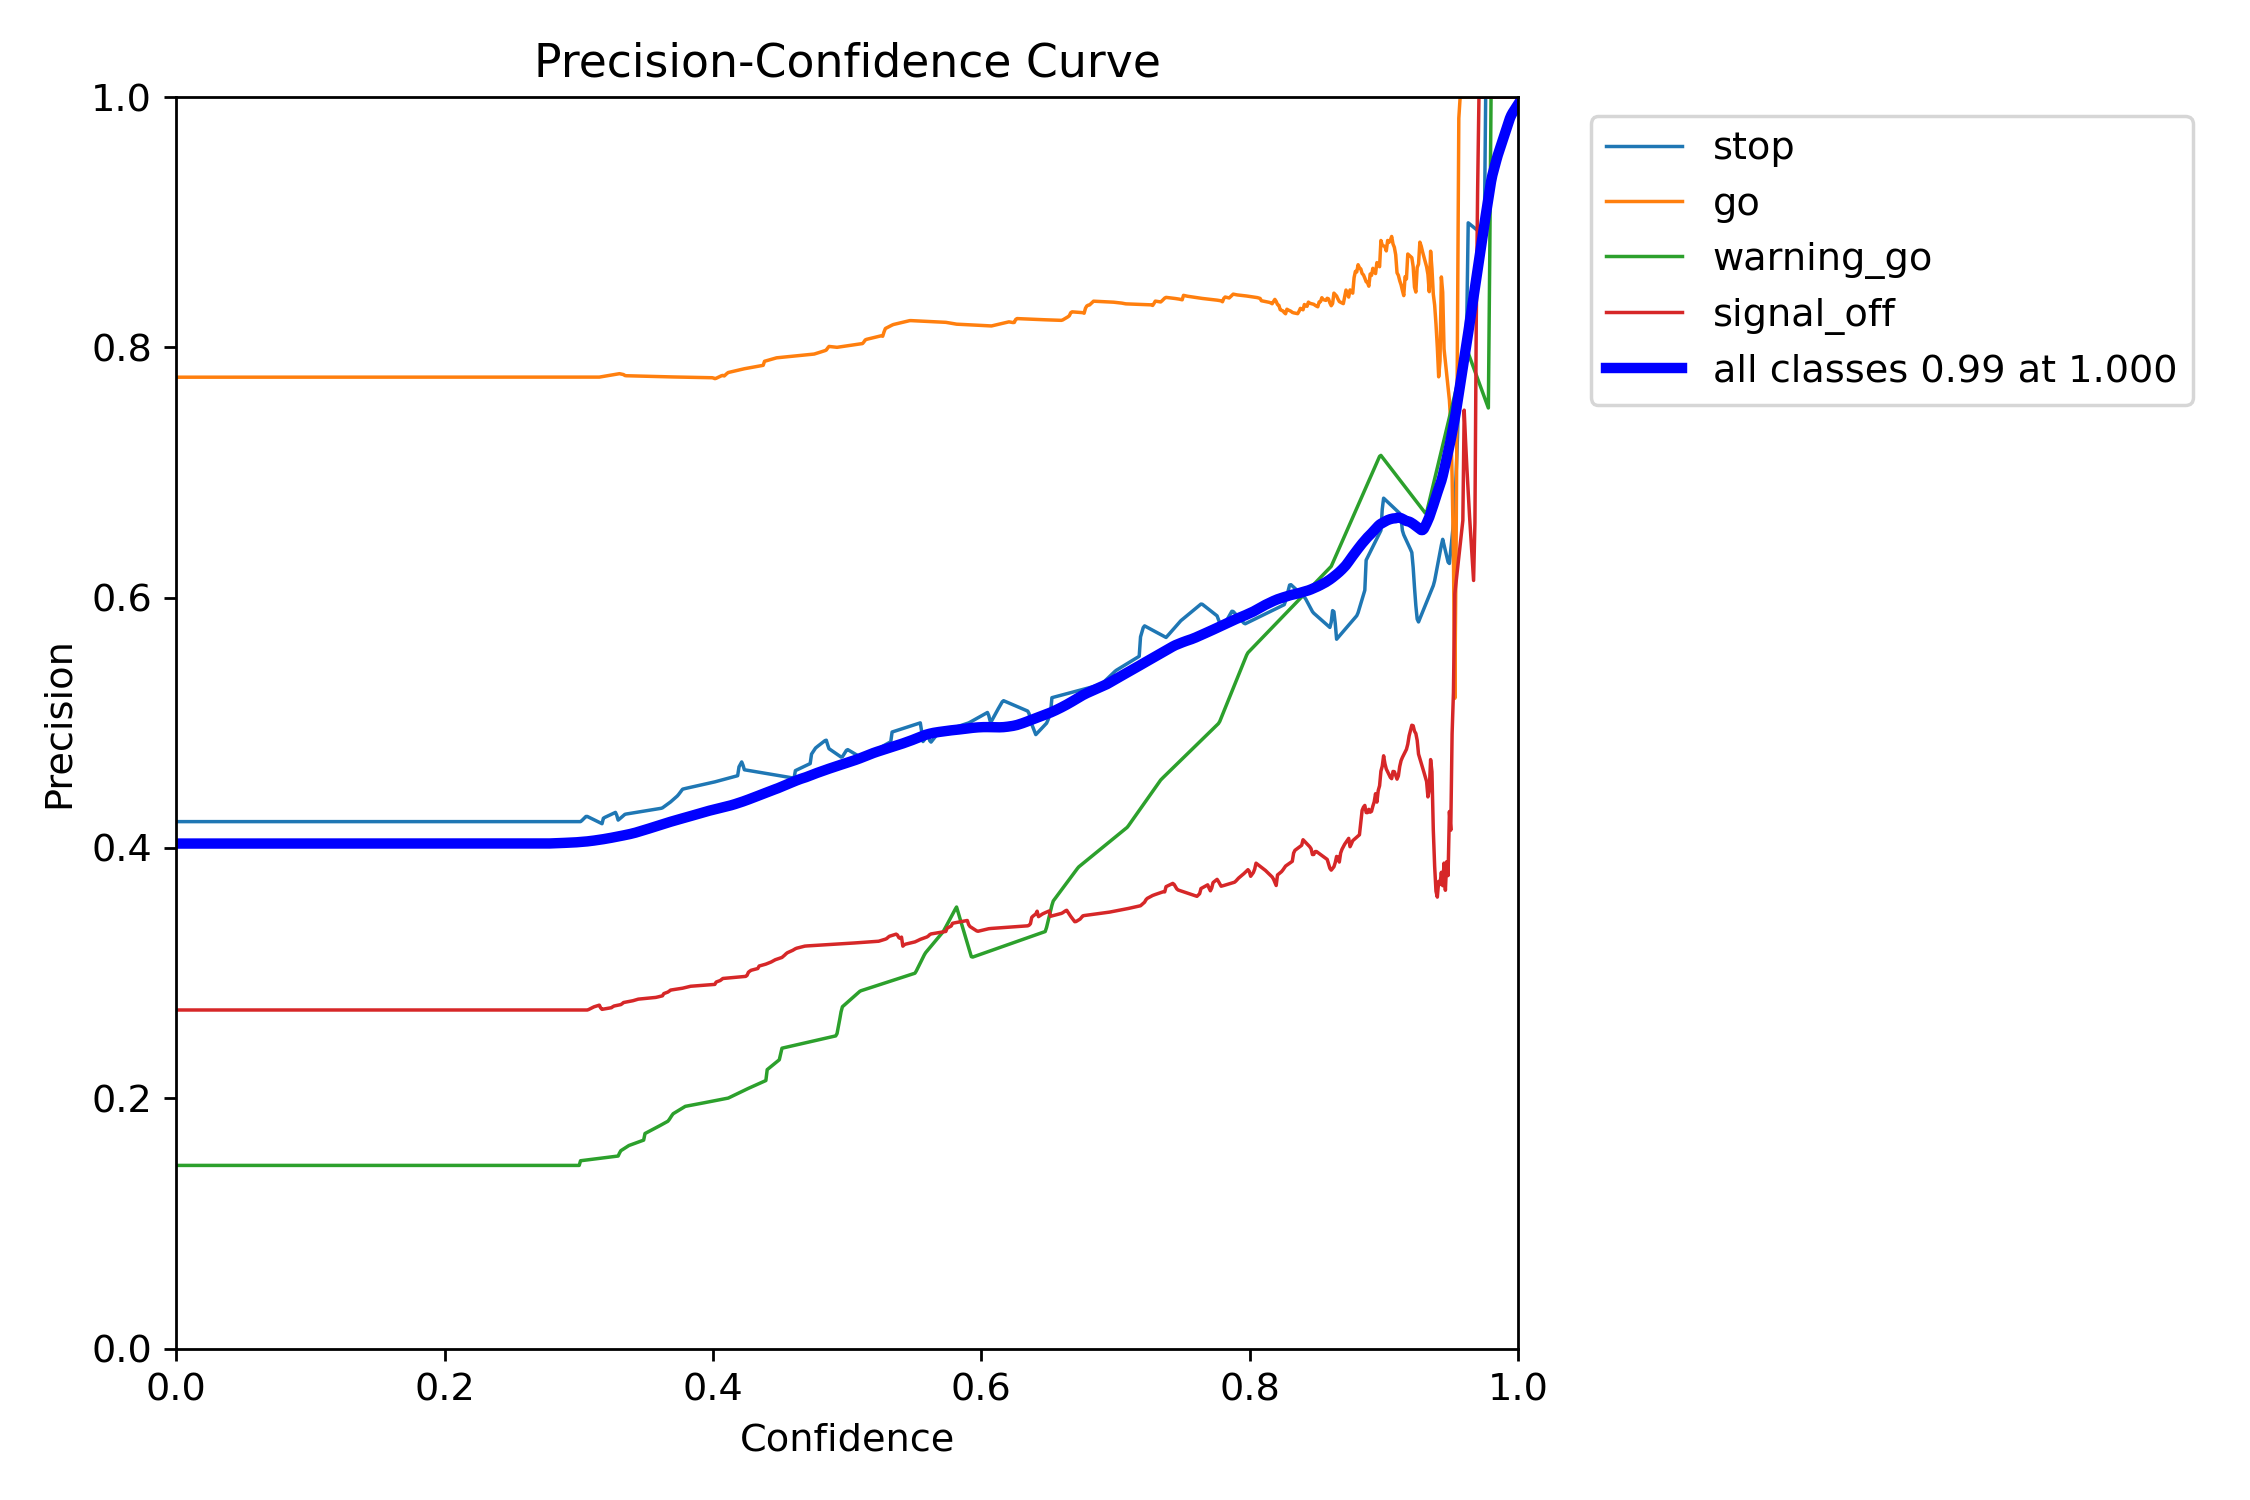 Precision-Confidence Curve
1.0
0.8
0.6
0.4
0.2
0.0
Precision
0.0 0.2 0.4 0.6 0.8 1.0
Confidence
stop
go
warning_go
signal_off
all classes 0.99 at 1.000